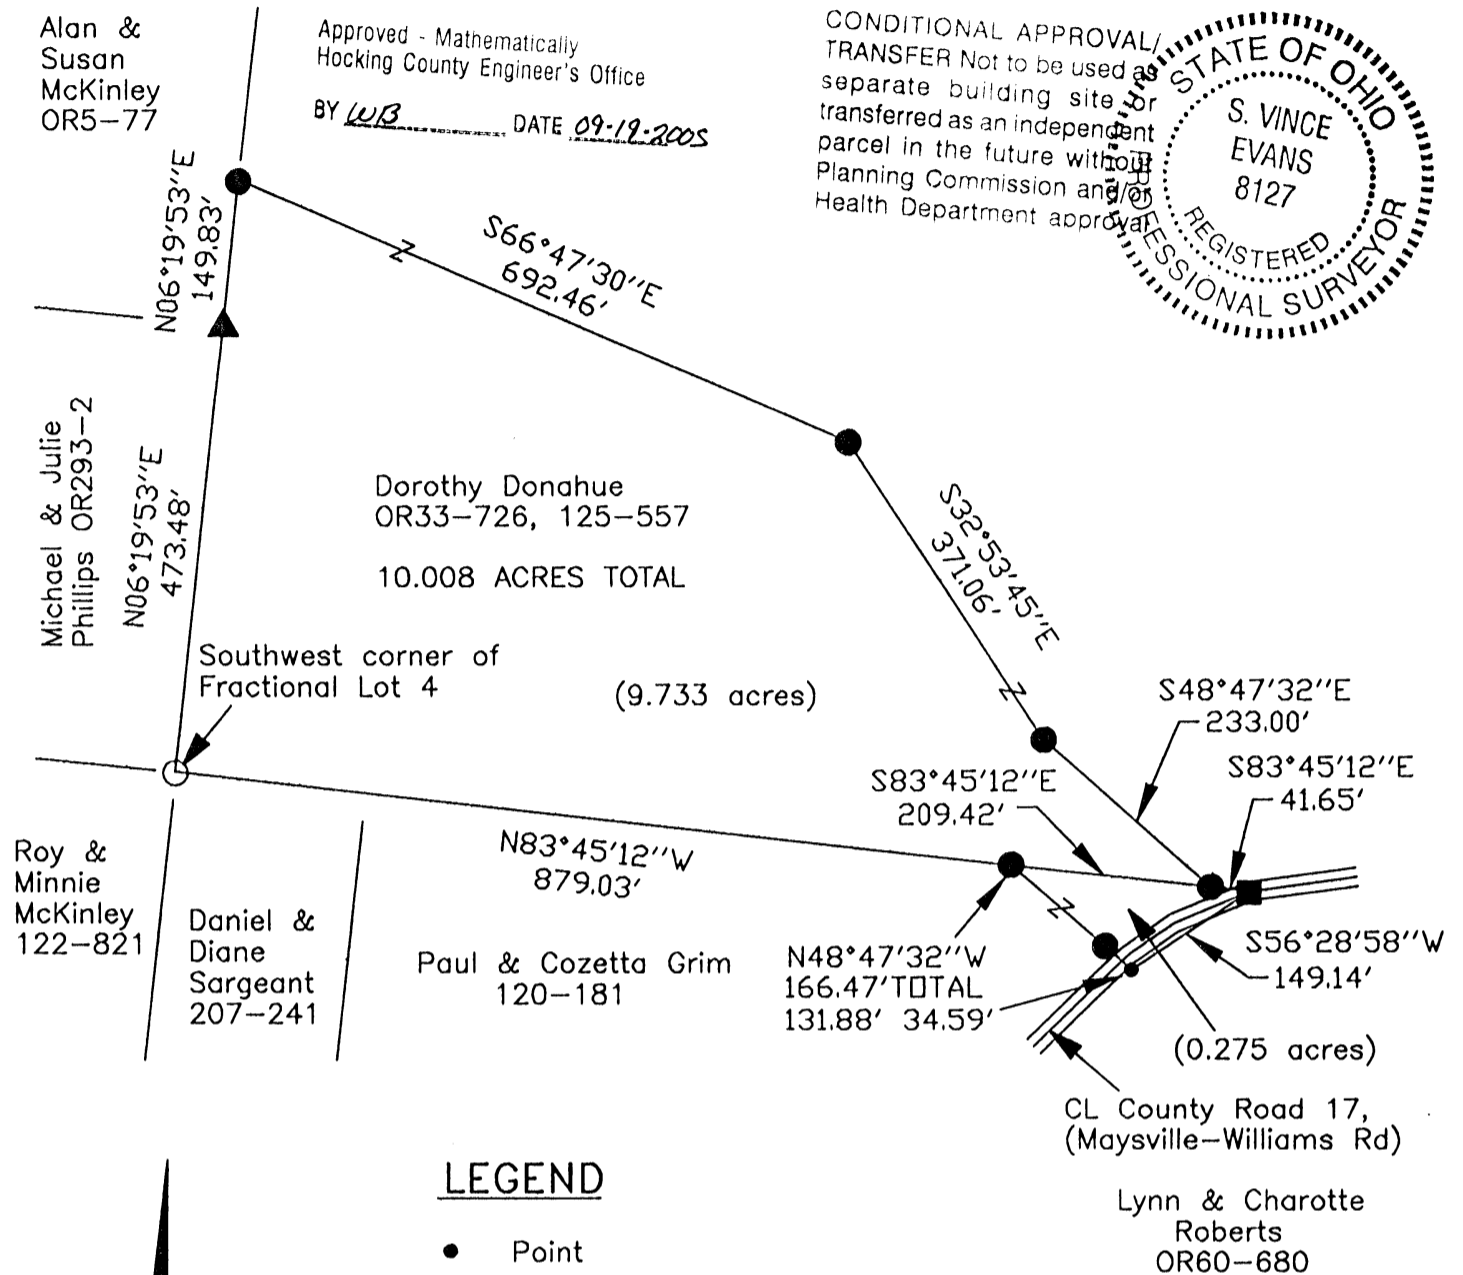 Alan &
Susan
McKinley
OR5-77
Approved - Mathematically
Hocking County Engineer's Office
BY WB DATE 09-19-2005
CONDITIONAL APPROVAL/
TRANSFER Not to be used as
separate building site or
transferred as an independent
parcel in the future without
Planning Commission and/or
Health Department approval
STATE OF OHIO
S. VINCE
EVANS
8127
REGISTERED
PROFESSIONAL SURVEYOR
N06°19'53''E
149.83'
S66°47'30''E
692.46'
Michael & Julie
Phillips OR293-2
N06°19'53''E
473.48'
Dorothy Donahue
OR33-726, 125-557
10.008 ACRES TOTAL
S32°53'45''E
371.06'
Southwest corner of
Fractional Lot 4
(9.733 acres)
S48°47'32''E
233.00'
S83°45'12''E
209.42'
S83°45'12''E
41.65'
N83°45'12''W
879.03'
Roy &
Minnie
McKinley
122-821
Daniel &
Diane
Sargeant
207-241
Paul & Cozetta Grim
120-181
N48°47'32''W
166.47'TOTAL
131.88' 34.59'
S56°28'58''W
149.14'
(0.275 acres)
CL County Road 17,
(Maysville-Williams Rd)
Lynn & Charotte
Roberts
OR60-680
LEGEND
Point